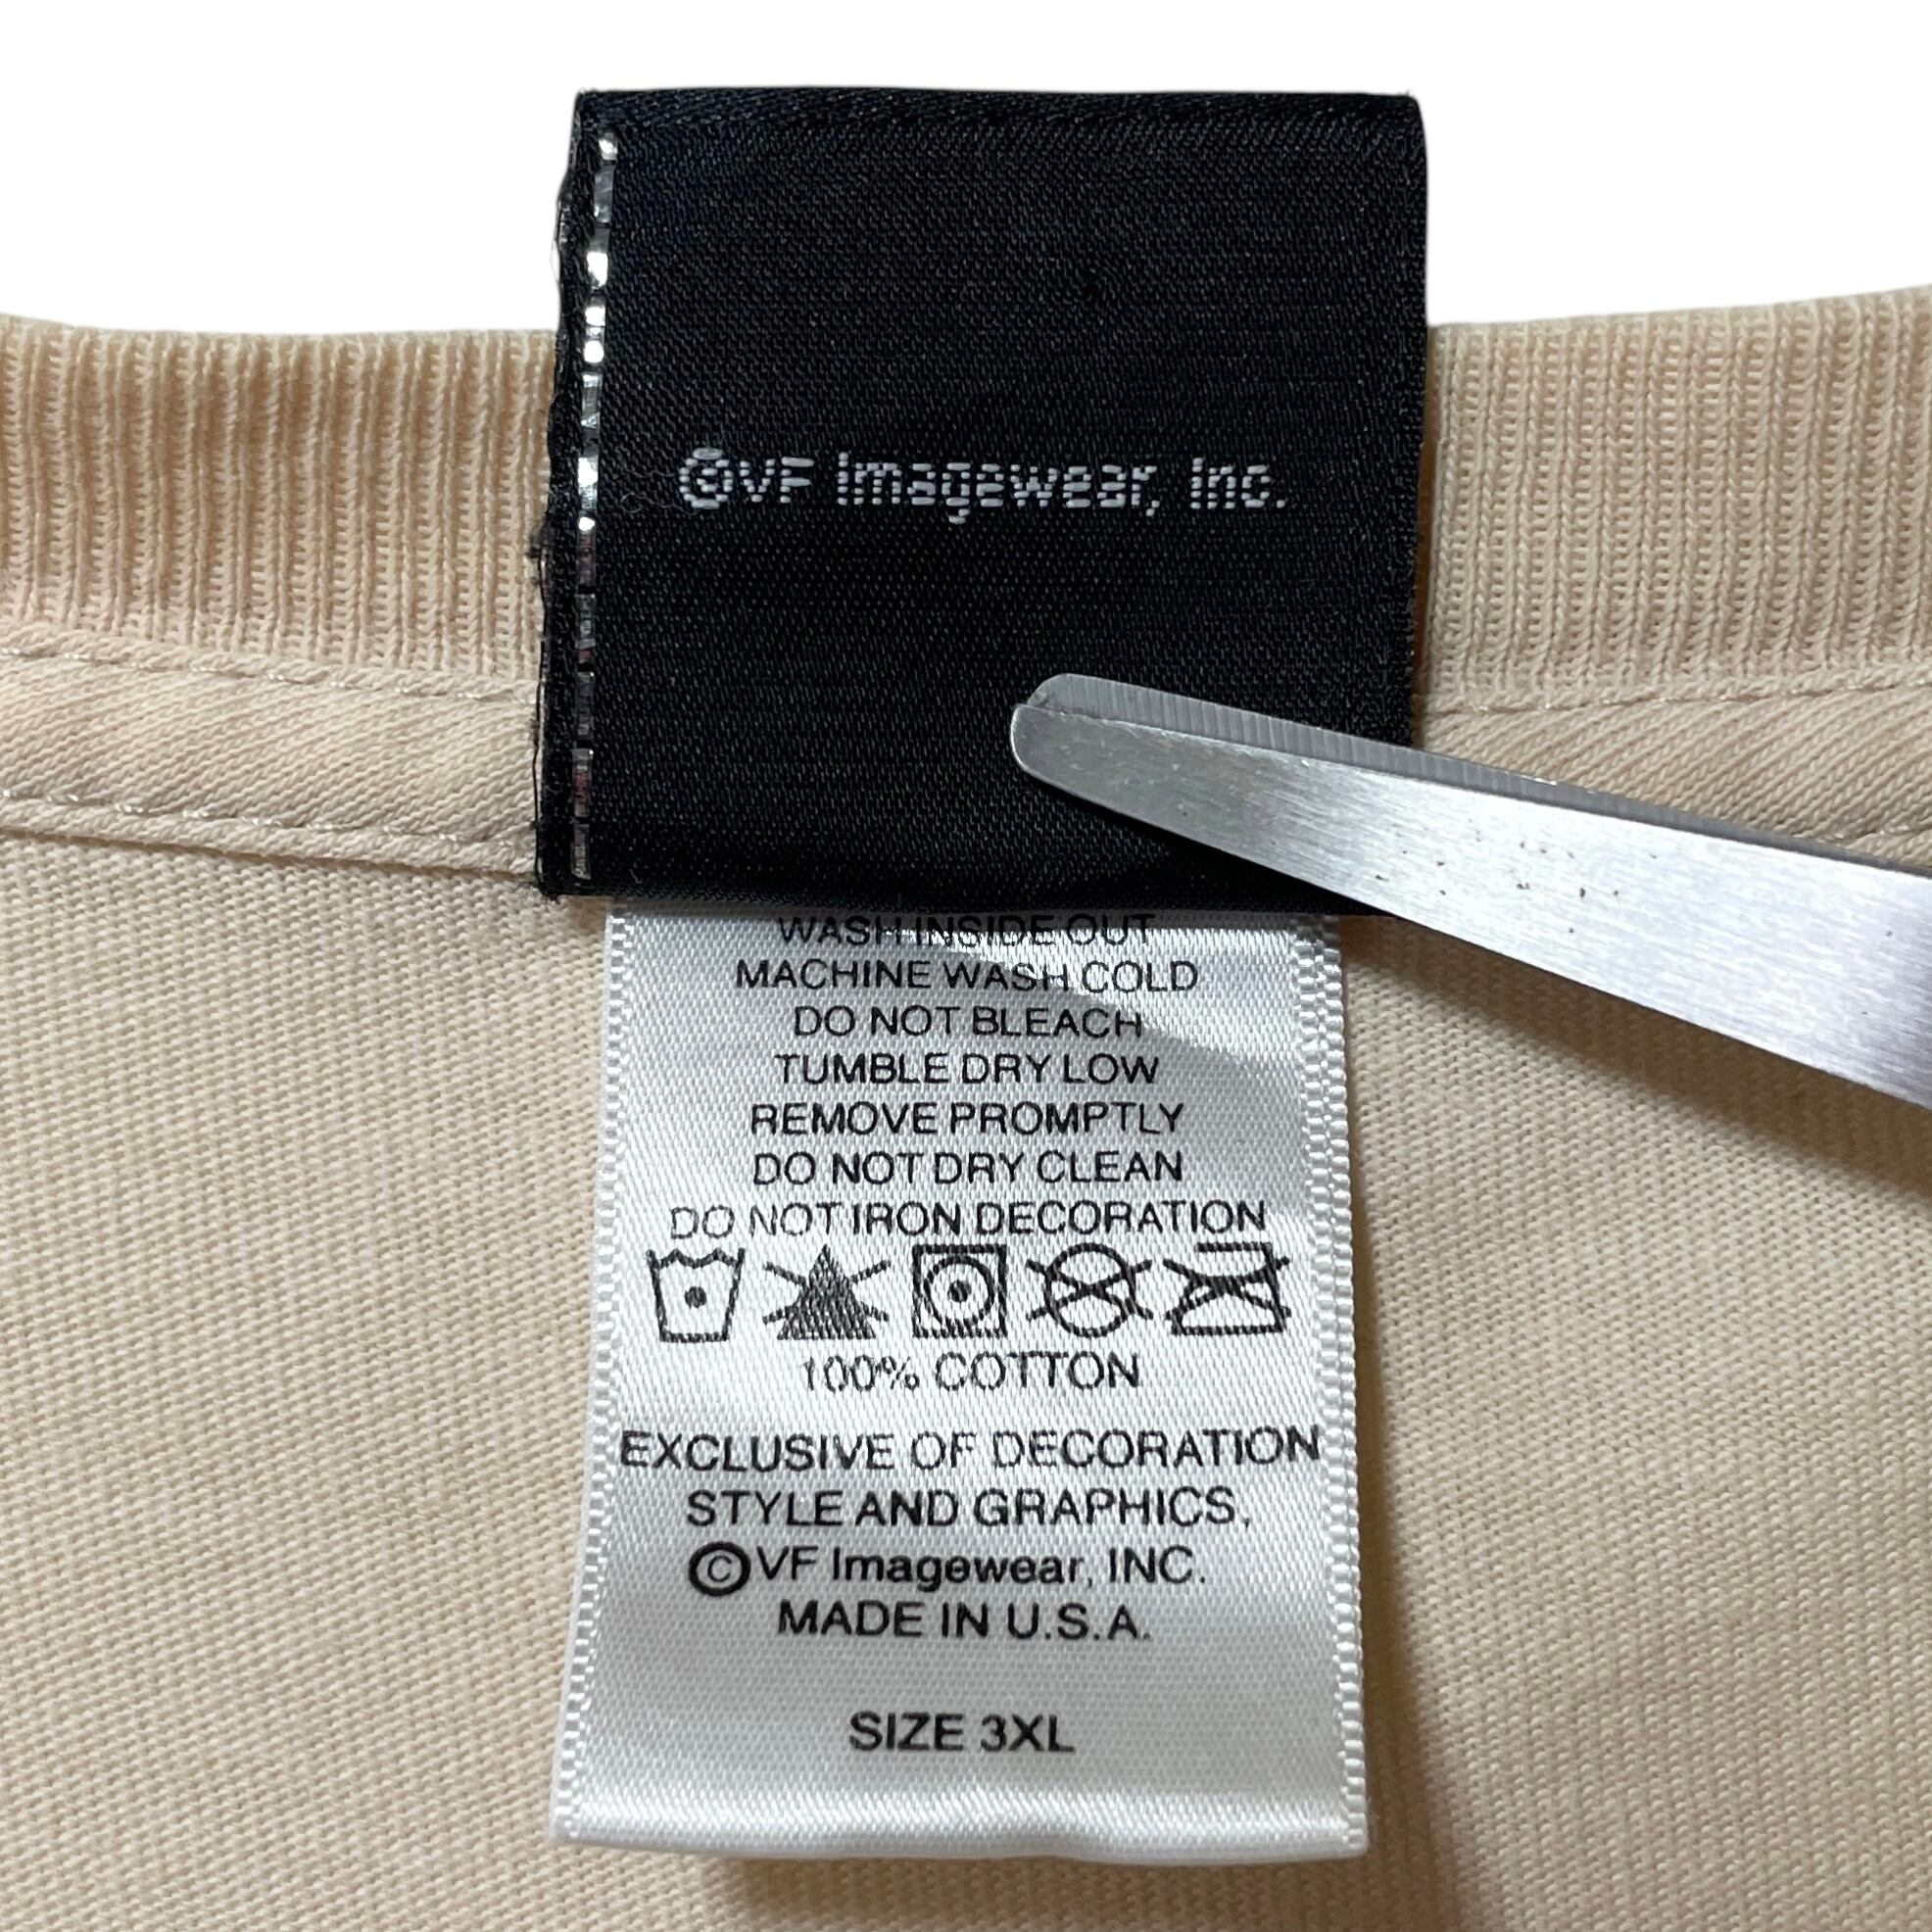 ©VF Imagewear, Inc.
WASH INSIDE OUT
MACHINE WASH COLD
DO NOT BLEACH
TUMBLE DRY LOW
REMOVE PROMPTLY
DO NOT DRY CLEAN
DO NOT IRON DECORATION
100% COTTON
EXCLUSIVE OF DECORATION
STYLE AND GRAPHICS,
©VF Imagewear, INC.
MADE IN U.S.A.
SIZE 3XL